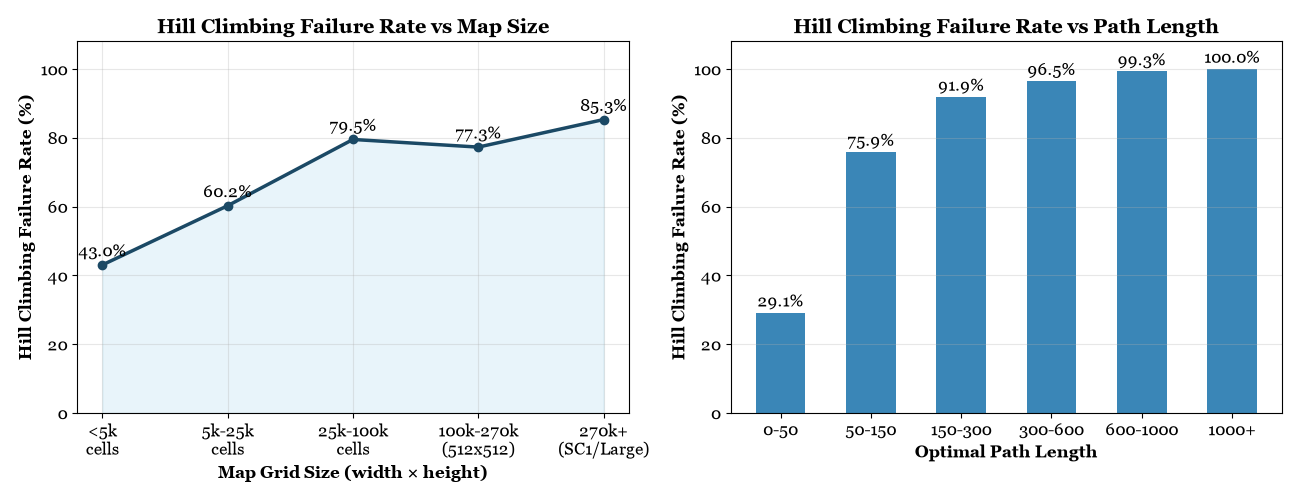 Hill Climbing Failure Rate vs Map Size
Hill Climbing Failure Rate (%)
100
80
60
40
20
0
43.0%
60.2%
79.5%
77.3%
85.3%
<5k
cells
5k-25k
cells
25k-100k
cells
100k-270k
(512x512)
270k+
(SC1/Large)
Map Grid Size (width × height)
Hill Climbing Failure Rate vs Path Length
Hill Climbing Failure Rate (%)
100
80
60
40
20
0
29.1%
75.9%
91.9%
96.5%
99.3%
100.0%
0-50
50-150
150-300
300-600
600-1000
1000+
Optimal Path Length